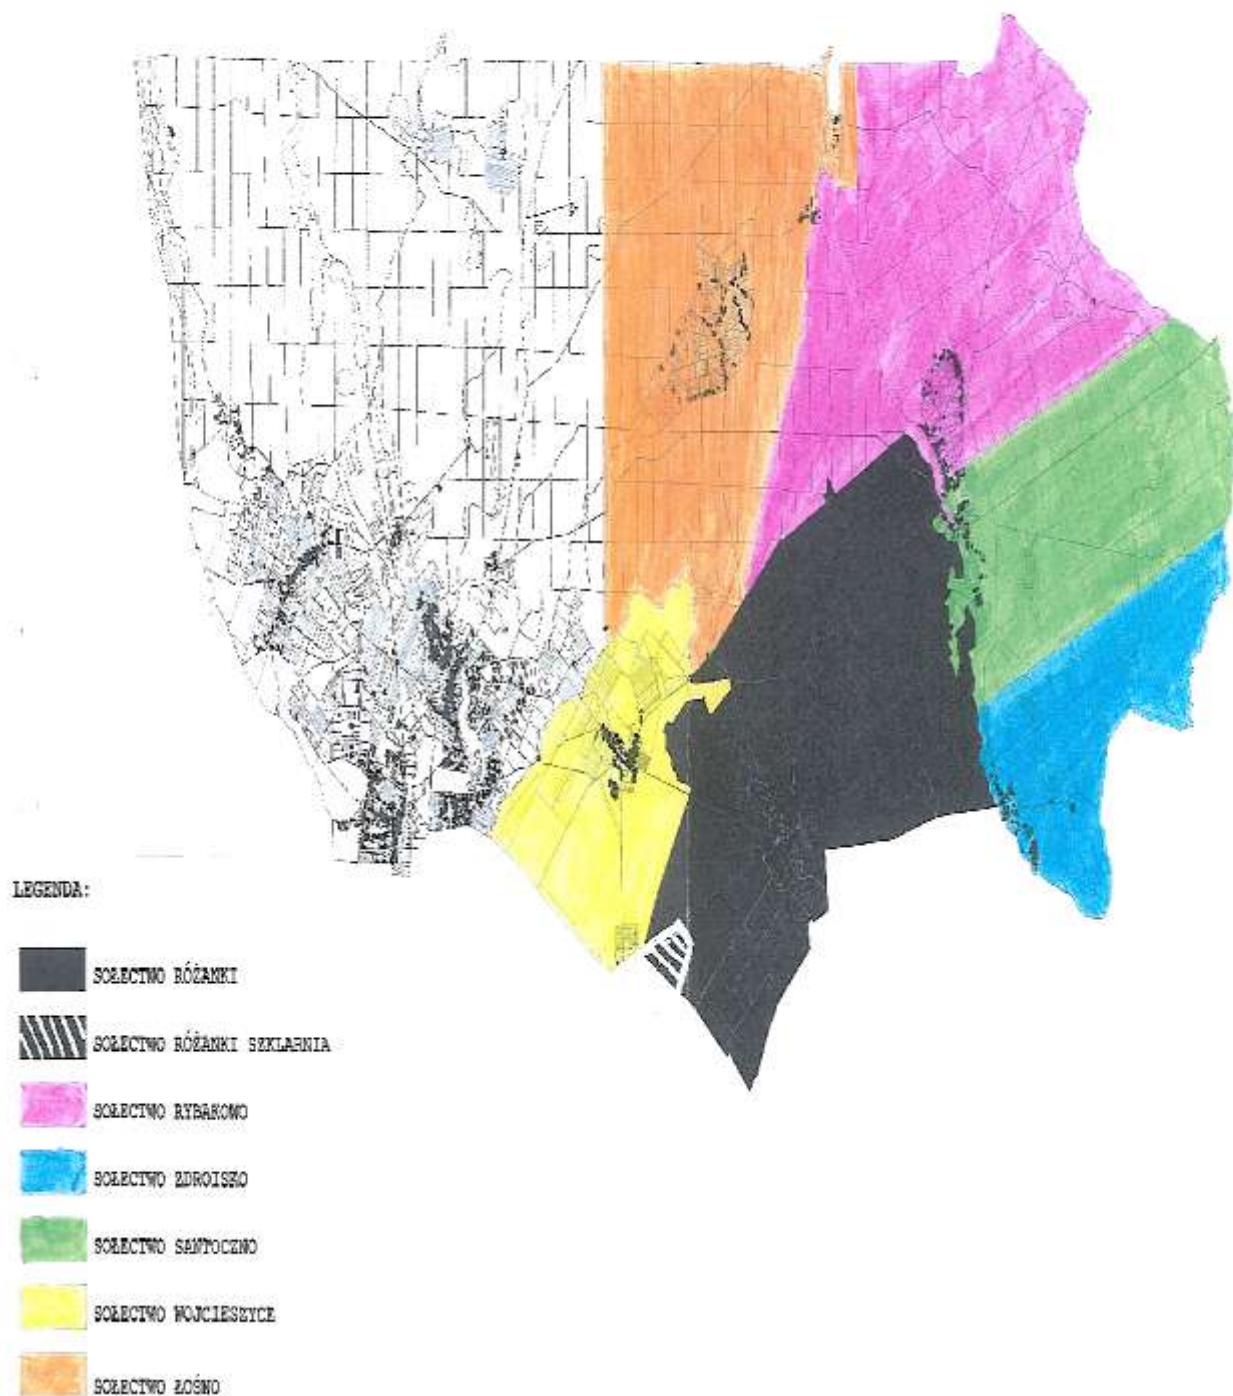 LEGENDA:
SOŁECTWO RÓŻANKI
SOŁECTWO RÓŻANKI SZKLARNIA
SOŁECTWO RYBAKOWO
SOŁECTWO ZDROISKO
SOŁECTWO SANTOCZNO
SOŁECTWO WOJCIESZYCE
SOŁECTWO ŁOŚNO